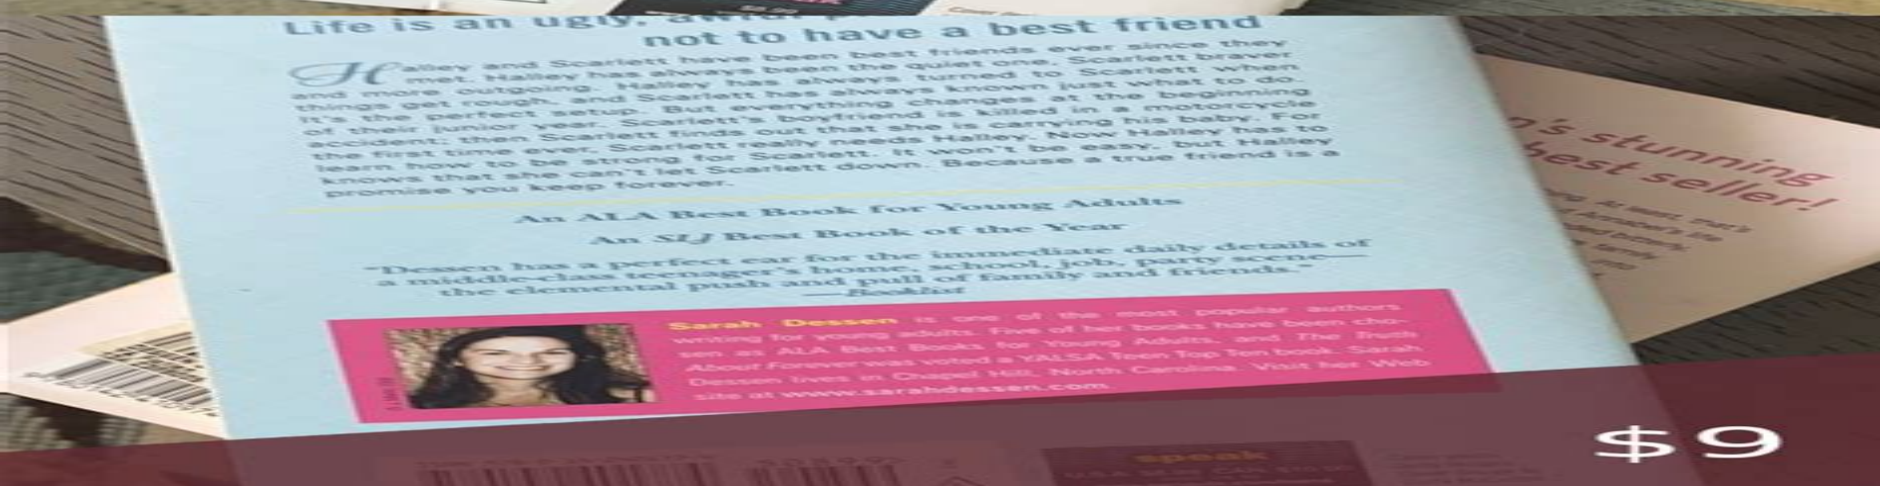 Life is an ugly, awful
not to have a best friend
Halley and Scarlett have been best friends ever since they
met. Halley has always been the quiet one, Scarlett braver
and more outgoing. Halley has always turned to Scarlett when
things get rough, and Scarlett has always known just what to do.
It's the perfect setup. But everything changes at the beginning
of their junior year. Scarlett's boyfriend is killed in a motorcycle
accident; then Scarlett finds out that she is carrying his baby. For
the first time ever, Scarlett really needs Halley. Now Halley has to
learn how to be strong for Scarlett. It won't be easy, but Halley
knows that she can't let Scarlett down. Because a true friend is a
promise you keep forever.
An ALA Best Book for Young Adults
An SLJ Best Book of the Year
"Dessen has a perfect ear for the immediate daily details of
a middle-class teenager's home, school, job, party scene—
the elemental push and pull of family and friends."
—Booklist
Sarah Dessen is one of the most popular authors
writing for young adults. Five of her books have been cho-
sen as ALA Best Books for Young Adults, and The Truth
About Forever was voted a YALSA Teen Top Ten book. Sarah
Dessen lives in Chapel Hill, North Carolina. Visit her Web
site at www.sarahdessen.com
speak
n's stunning
best seller!
$9